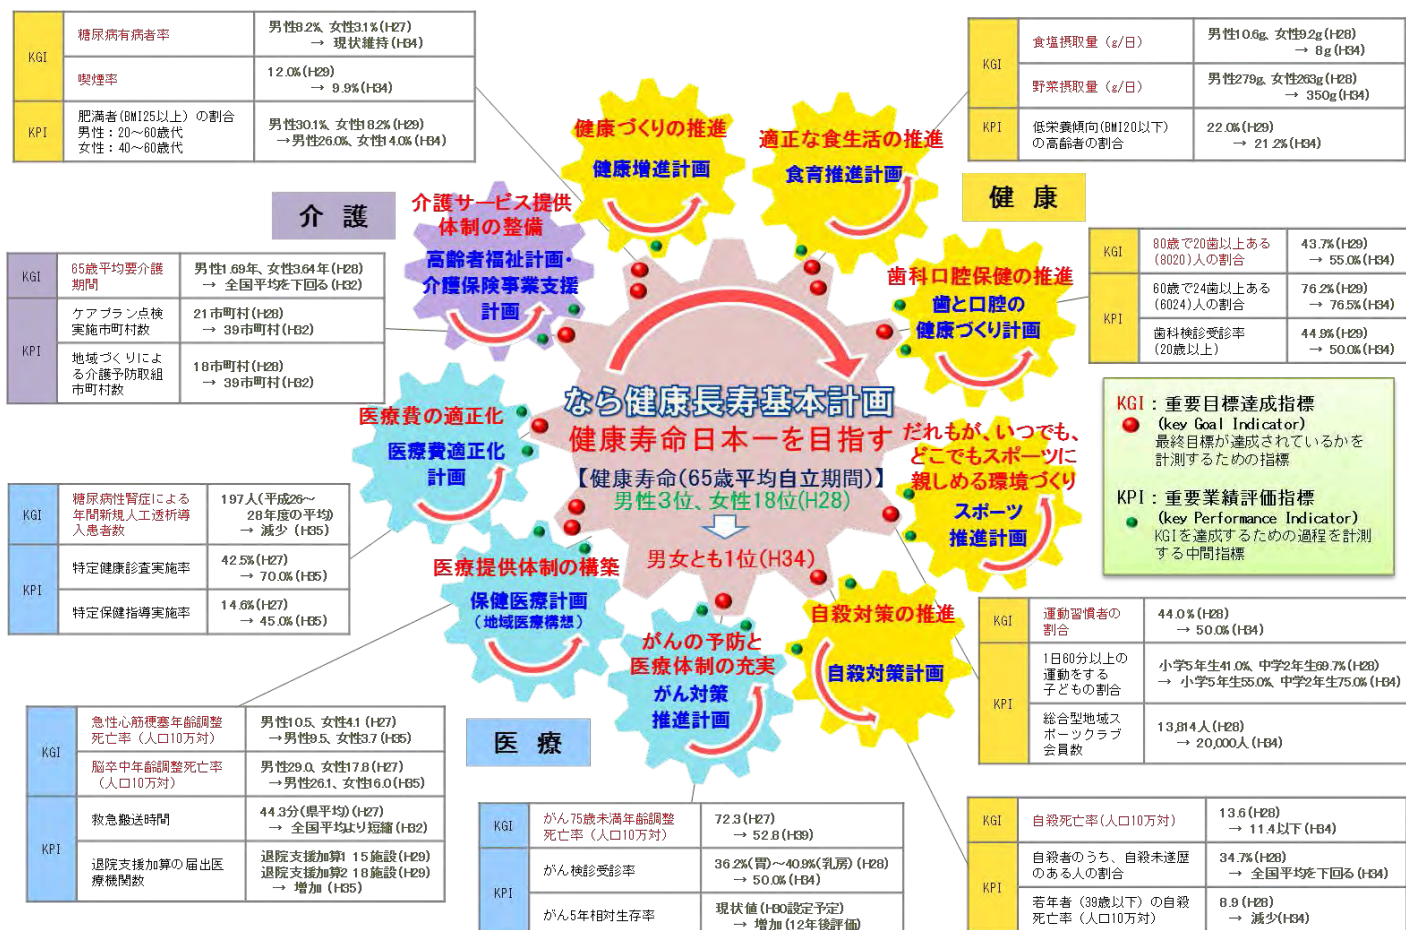 KGI
糖尿病有病者率
男性8.2%、女性3.1%(H27)
→ 現状維持(H34)
喫煙率
12.0%(H29)
→ 9.9%(H34)
KPI
肥満者(BMI25以上）の割合
男性：20～60歳代
女性：40～60歳代
男性30.1%、女性18.2%(H29)
→男性26.0%、女性14.0%(H34)
KGI
食塩摂取量（g/日）
男性10.6g、女性9.2g(H28)
→ 8g(H34)
野菜摂取量（g/日）
男性279g、女性263g(H28)
→ 350g(H34)
KPI
低栄養傾向(BMI20以下)
の高齢者の割合
22.0%(H29)
→ 21.2%(H34)
健康づくりの推進
健康増進計画
適正な食生活の推進
食育推進計画
介 護
健 康
介護サービス提供
体制の整備
高齢者福祉計画・
介護保険事業支援
計画
KGI
65歳平均要介護
期間
男性1.69年、女性3.64年(H28)
→ 全国平均を下回る(H32)
KPI
ケアプラン点検
実施市町村数
21市町村(H28)
→ 39市町村(H32)
地域づくりによ
る介護予防取組
市町村数
18市町村(H28)
→ 39市町村(H32)
歯科口腔保健の推進
歯と口腔の
健康づくり計画
KGI
80歳で20歯以上ある
(8020)人の割合
43.7%(H29)
→ 55.0%(H34)
KPI
60歳で24歯以上ある
(6024)人の割合
76.2%(H29)
→ 76.5%(H34)
歯科検診受診率
(20歳以上)
44.9%(H29)
→ 50.0%(H34)
なら健康長寿基本計画
健康寿命日本一を目指す
【健康寿命(65歳平均自立期間)】
男性3位、女性18位(H28)
男女とも1位(H34)
KGI：重要目標達成指標
(key Goal Indicator)
最終目標が達成されているかを
計測するための指標
KPI：重要業績評価指標
(key Performance Indicator)
KGIを達成するための過程を計測
する中間指標
医療費の適正化
医療費適正化
計画
だれもが、いつでも、
どこでもスポーツに
親しめる環境づくり
スポーツ
推進計画
KGI
糖尿病性腎症による
年間新規人工透析導
入患者数
197人(平成26～
28年度の平均)
→ 減少(H35)
KPI
特定健康診査実施率
42.5%(H27)
→ 70.0%(H35)
特定保健指導実施率
14.6%(H27)
→ 45.0%(H35)
医療提供体制の構築
保健医療計画
（地域医療構想）
がんの予防と
医療体制の充実
がん対策
推進計画
自殺対策の推進
自殺対策計画
KGI
運動習慣者の
割合
44.0%(H28)
→ 50.0%(H34)
KPI
1日60分以上の
運動をする
子どもの割合
小学5年生41.0%、中学2年生69.7%(H28)
→ 小学5年生55.0%、中学2年生75.0%(H34)
総合型地域ス
ポーツクラブ
会員数
13,814人(H28)
→ 20,000人(H34)
医 療
KGI
急性心筋梗塞年齢調整
死亡率（人口10万対）
男性10.5、女性4.1(H27)
→男性9.5、女性3.7(H35)
脳卒中年齢調整死亡率
（人口10万対）
男性29.0、女性17.8(H27)
→男性26.1、女性16.0(H35)
KPI
救急搬送時間
44.3分(県平均)(H27)
→ 全国平均より短縮(H32)
退院支援加算の届出医
療機関数
退院支援加算1 15施設(H29)
退院支援加算2 18施設(H29)
→ 増加(H35)
KGI
がん75歳未満年齢調整
死亡率（人口10万対）
72.3(H27)
→ 52.8(H39)
KPI
がん検診受診率
36.2%(胃)～40.9%(乳房)(H28)
→ 50.0%(H34)
がん5年相対生存率
現状値(H30設定予定)
→ 増加(12年後評価)
KGI
自殺死亡率(人口10万対)
13.6(H28)
→ 11.4以下(H34)
KPI
自殺者のうち、自殺未遂歴
のある人の割合
34.7%(H28)
→ 全国平均を下回る(H34)
若年者（39歳以下）の自殺
死亡率（人口10万対）
8.9(H28)
→ 減少(H34)